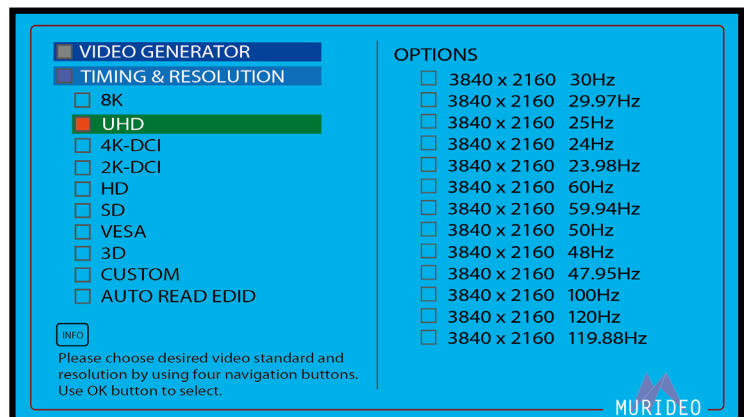 VIDEO GENERATOR
TIMING & RESOLUTION
8K
UHD
4K-DCI
2K-DCI
HD
SD
VESA
3D
CUSTOM
AUTO READ EDID
INFO
Please choose desired video standard and
resolution by using four navigation buttons.
Use OK button to select.
OPTIONS
3840 x 2160 30Hz
3840 x 2160 29.97Hz
3840 x 2160 25Hz
3840 x 2160 24Hz
3840 x 2160 23.98Hz
3840 x 2160 60Hz
3840 x 2160 59.94Hz
3840 x 2160 50Hz
3840 x 2160 48Hz
3840 x 2160 47.95Hz
3840 x 2160 100Hz
3840 x 2160 120Hz
3840 x 2160 119.88Hz
MURIDEO